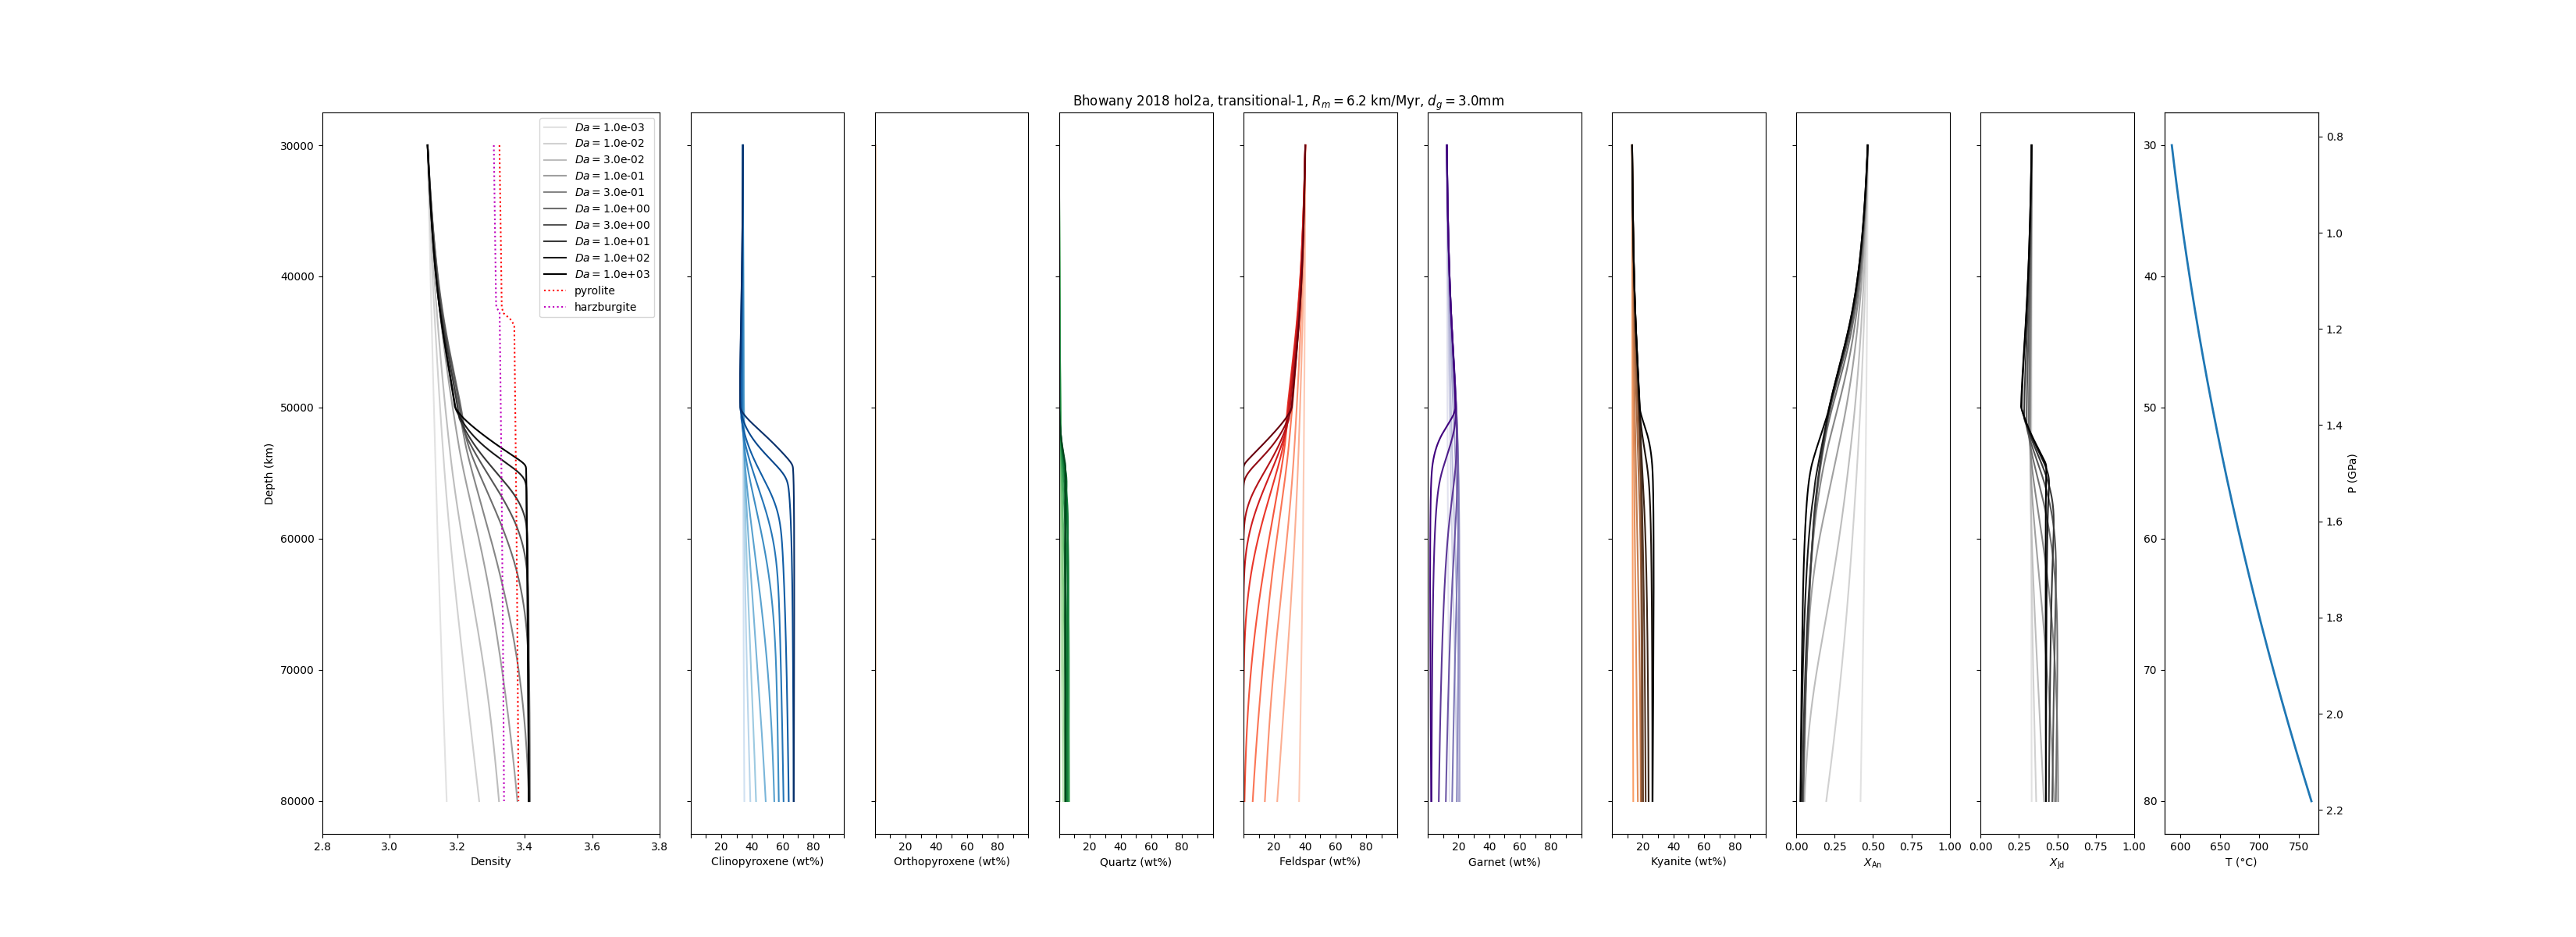 Bhowany 2018 hol2a, transitional-1, Rm = 6.2 km/Myr, dg = 3.0mm
Da = 1.0e-03
Da = 1.0e-02
Da = 3.0e-02
Da = 1.0e-01
Da = 3.0e-01
Da = 1.0e+00
Da = 3.0e+00
Da = 1.0e+01
Da = 1.0e+02
Da = 1.0e+03
pyrolite
harzburgite
Depth (km)
30000
40000
50000
60000
70000
80000
2.8 3.0 3.2 3.4 3.6 3.8
Density
20 40 60 80
Clinopyroxene (wt%)
20 40 60 80
Orthopyroxene (wt%)
20 40 60 80
Quartz (wt%)
20 40 60 80
Feldspar (wt%)
20 40 60 80
Garnet (wt%)
20 40 60 80
Kyanite (wt%)
0.00 0.25 0.50 0.75 1.00
XAn
0.00 0.25 0.50 0.75 1.00
XJd
30
40
50
60
70
80
600 650 700 750
T (°C)
0.8
1.0
1.2
1.4
1.6
1.8
2.0
2.2
P (GPa)